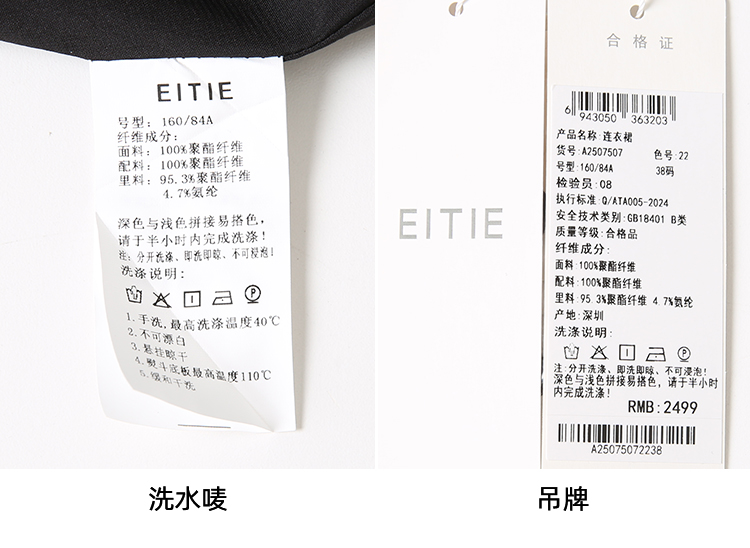 EITIE
号型: 160/84A
纤维成分:
面料: 100%聚酯纤维
配料: 100%聚酯纤维
里料: 95.3%聚酯纤维
4.7%氨纶
深色与浅色拼接易搭色,
请于半小时内完成洗涤!
注: 分开洗涤、即洗即晾、不可浸泡!
洗涤说明:
1.手洗,最高洗涤温度40℃
2.不可漂白
3.悬挂晾干
4.熨斗底板最高温度110℃
5.缓和干洗
洗水唛
EITIE
合格证
6 943050 363203
产品名称: 连衣裙
货号: A2507507 色号: 22
号型: 160/84A 38码
检验员: 08
执行标准: Q/ATA005-2024
安全技术类别: GB18401 B类
质量等级: 合格品
纤维成分:
面料: 100%聚酯纤维
配料: 100%聚酯纤维
里料: 95.3%聚酯纤维 4.7%氨纶
产地: 深圳
洗涤说明:
注: 分开洗涤、即洗即晾、不可浸泡!
深色与浅色拼接易搭色, 请于半小时
内完成洗涤!
RMB: 2499
A25075072238
吊牌